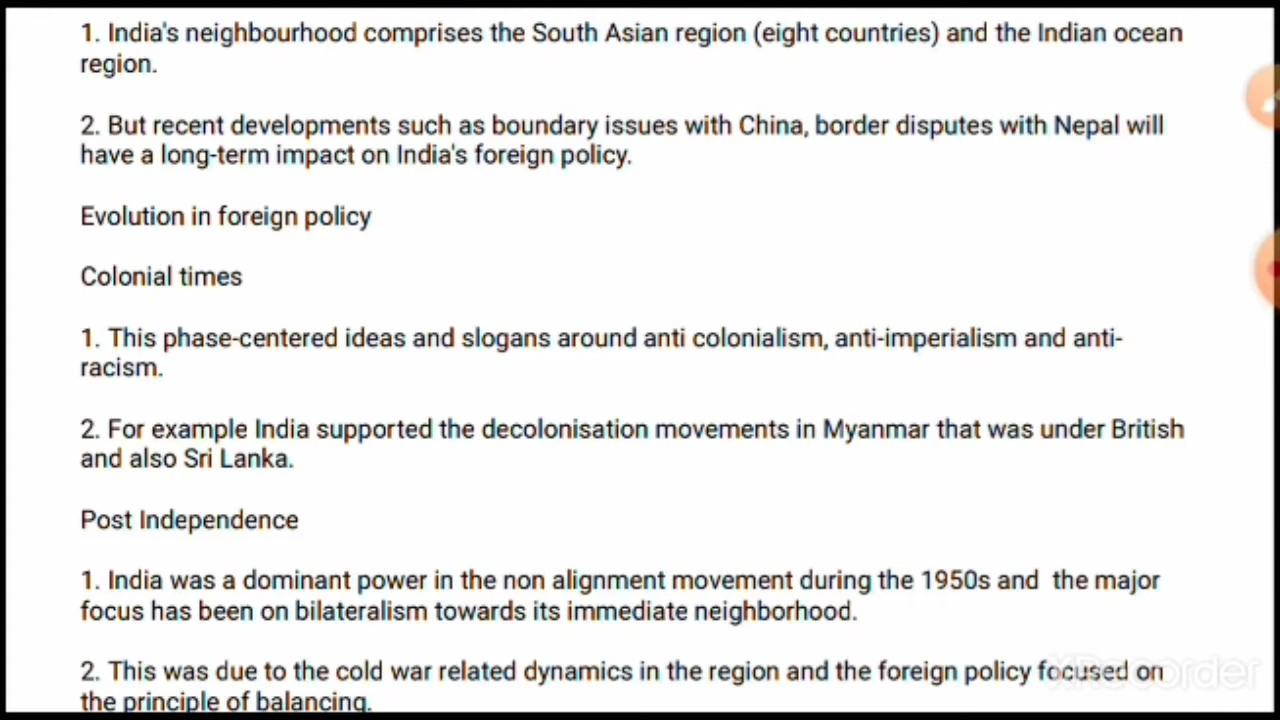 1. India's neighbourhood comprises the South Asian region (eight countries) and the Indian ocean
region.
2. But recent developments such as boundary issues with China, border disputes with Nepal will
have a long-term impact on India's foreign policy.
Evolution in foreign policy
Colonial times
1. This phase-centered ideas and slogans around anti colonialism, anti-imperialism and anti-
racism.
2. For example India supported the decolonisation movements in Myanmar that was under British
and also Sri Lanka.
Post Independence
1. India was a dominant power in the non alignment movement during the 1950s and  the major
focus has been on bilateralism towards its immediate neighborhood.
2. This was due to the cold war related dynamics in the region and the foreign policy focused on
the principle of balancing.
XRecorder